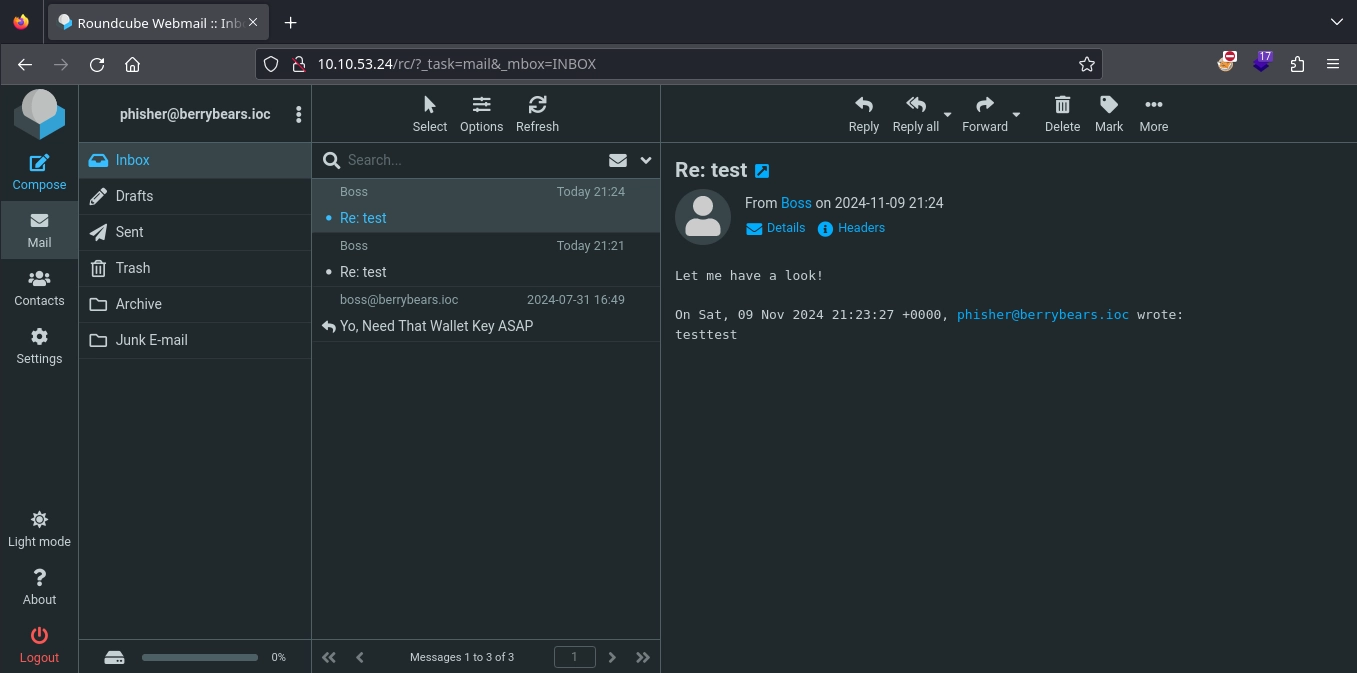 Roundcube Webmail :: Inb
10.10.53.24/rc/?_task=mail&_mbox=INBOX
17
phisher@berrybears.ioc
Compose
Mail
Contacts
Settings
Light mode
About
Logout
Inbox
Drafts
Sent
Trash
Archive
Junk E-mail
0%
Select Options Refresh
Search...
Boss Today 21:24
Re: test
Boss Today 21:21
Re: test
boss@berrybears.ioc 2024-07-31 16:49
Yo, Need That Wallet Key ASAP
Messages 1 to 3 of 3 1
Reply Reply all Forward Delete Mark More
Re: test
From Boss on 2024-11-09 21:24
Details Headers
Let me have a look!
On Sat, 09 Nov 2024 21:23:27 +0000, phisher@berrybears.ioc wrote:
testtest